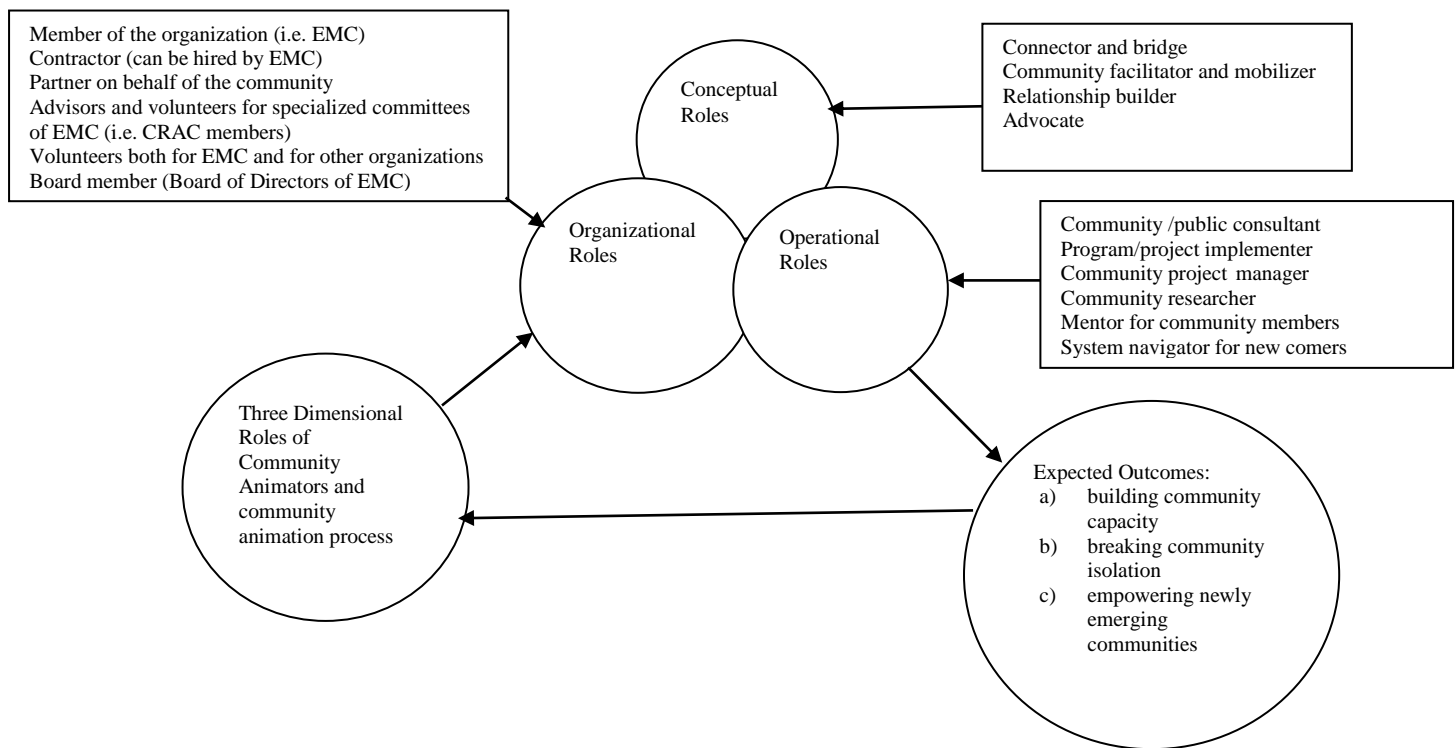 Member of the organization (i.e. EMC)
Contractor (can be hired by EMC)
Partner on behalf of the community
Advisors and volunteers for specialized committees
of EMC (i.e. CRAC members)
Volunteers both for EMC and for other organizations
Board member (Board of Directors of EMC)
Conceptual
Roles
Connector and bridge
Community facilitator and mobilizer
Relationship builder
Advocate
Organizational
Roles
Operational
Roles
Community /public consultant
Program/project implementer
Community project manager
Community researcher
Mentor for community members
System navigator for new comers
Three Dimensional
Roles of
Community
Animators and
community
animation process
Expected Outcomes:
a) building community
capacity
b) breaking community
isolation
c) empowering newly
emerging
communities